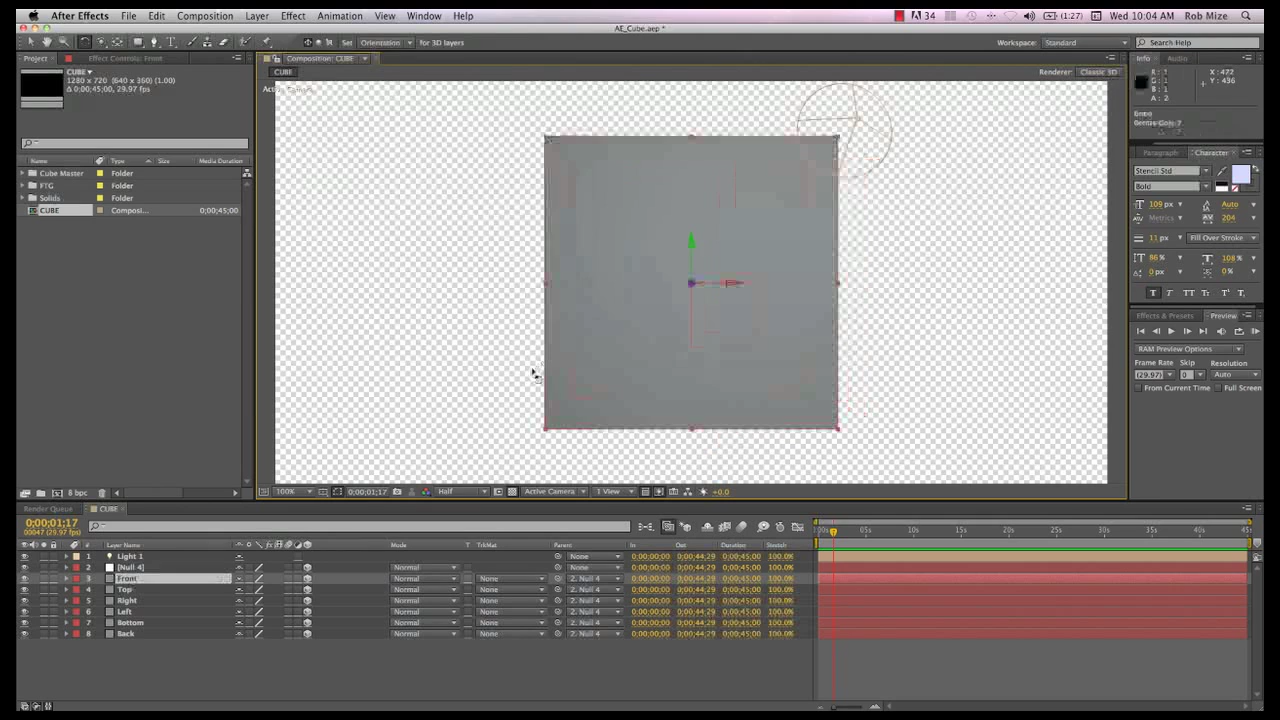 After Effects File Edit Composition Layer Effect Animation View Window Help 34 (1:27) Wed 10:04 AM Rob Mize
AE_Cube.aep *
Set Orientation for 3D layers Workspace: Standard Search Help
Project Effect Controls: Front Composition: CUBE Info Audio
CUBE Renderer: Classic 3D
CUBE▾
1280 x 720 (640 x 360) (1.00)
Δ 0;00;45;00, 29.97 fps
R: 1
G: 1
B: 1
A: 2
X: 472
Y: 436
Paragraph Character
Stencil Std
Bold
109 px Auto
Metrics 204
11 px Fill Over Stroke
86 % 108 %
0 px 0 %
T T TT Tr T T
Name Type Size Media Duration
Cube Master Folder
FTG Folder
Solids Folder
CUBE Composi... 0;00;45;00
Effects & Presets Preview
RAM Preview Options
Frame Rate Skip Resolution
(29.97) 0 Auto
From Current Time Full Screen
8 bpc
100% 0;00;01;17 Half Active Camera 1 View +0.0
Render Queue CUBE
0;00;01;17
00047 (29.97 fps)
05s 10s 15s 20s 25s 30s 35s 40s 45s
# Layer Name Mode T TrkMat Parent In Out Duration Stretch
1 Light 1 None 0;00;00;00 0;00;44;29 0;00;45;00 100.0%
2 [Null 4] Normal None 0;00;00;00 0;00;44;29 0;00;45;00 100.0%
3 Front Normal None 2. Null 4 0;00;00;00 0;00;44;29 0;00;45;00 100.0%
4 Top Normal None 2. Null 4 0;00;00;00 0;00;44;29 0;00;45;00 100.0%
5 Right Normal None 2. Null 4 0;00;00;00 0;00;44;29 0;00;45;00 100.0%
6 Left Normal None 2. Null 4 0;00;00;00 0;00;44;29 0;00;45;00 100.0%
7 Bottom Normal None 2. Null 4 0;00;00;00 0;00;44;29 0;00;45;00 100.0%
8 Back Normal None 2. Null 4 0;00;00;00 0;00;44;29 0;00;45;00 100.0%